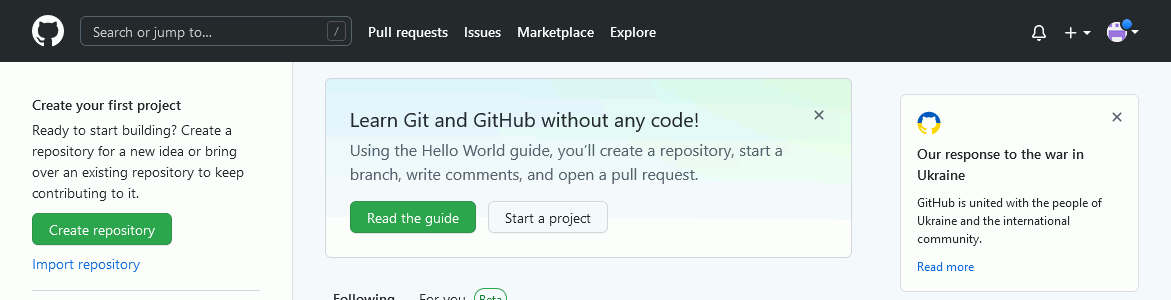 Search or jump to...
/
Pull requests
Issues
Marketplace
Explore
Create your first project
Ready to start building? Create a
repository for a new idea or bring
over an existing repository to keep
contributing to it.
Create repository
Import repository
Learn Git and GitHub without any code!
Using the Hello World guide, you’ll create a repository, start a
branch, write comments, and open a pull request.
Read the guide
Start a project
Following
For you
Beta
Our response to the war in
Ukraine
GitHub is united with the people of
Ukraine and the international
community.
Read more